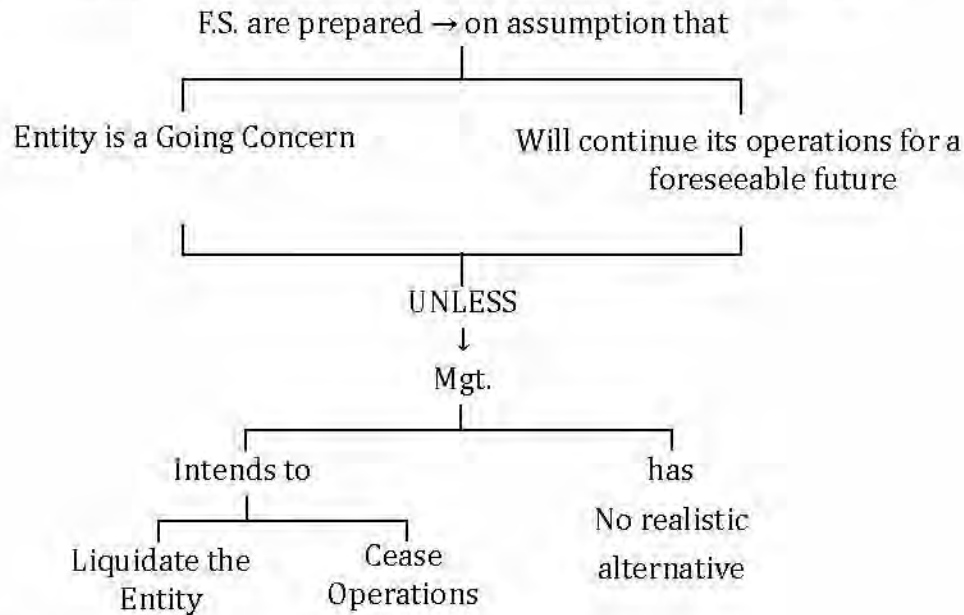 F.S. are prepared → on assumption that
Entity is a Going Concern
Will continue its operations for a
foreseeable future
UNLESS
↓
Mgt.
Intends to
has
Liquidate the
Entity
Cease
Operations
No realistic
alternative